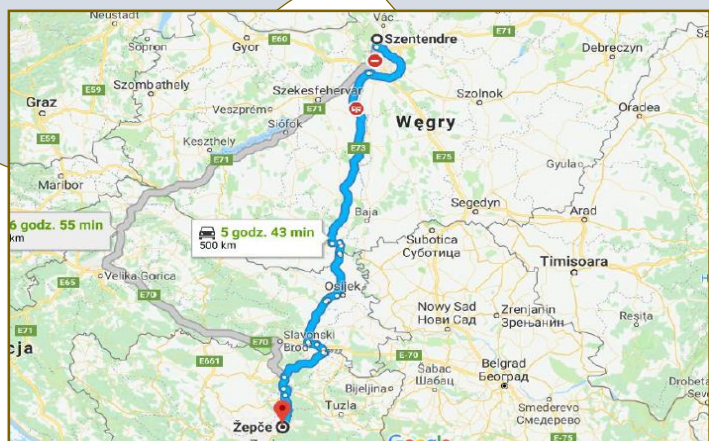 Neustadt
Vác
Sopron
Gyor
E60
Szentendre
E71
Debreczyn
E59
Szombathely
Szekesfehervar
Graz
Veszprém
E71
Szolnok
Oradea
E59
Siófok
Węgry
Keszthely
E71
E73
Maribor
E75
Gyula
6 godz. 55 min
km
5 godz. 43 min
500 km
Baja
Segedyn
Arad
Subotica
Суботица
Timisoara
E65
Velika Gorica
Osijek
E70
Nowy Sad
Нови Сад
Zrenjanin
Зрењанин
Reșița
E71
cja
Slavonski
Brod
E70
E661
E-70
Šabac
Шабац
Belgrad
Београд
Drobeta
Bijeljina
Žepče
Tuzla
Smederevo
Смедерево
Google